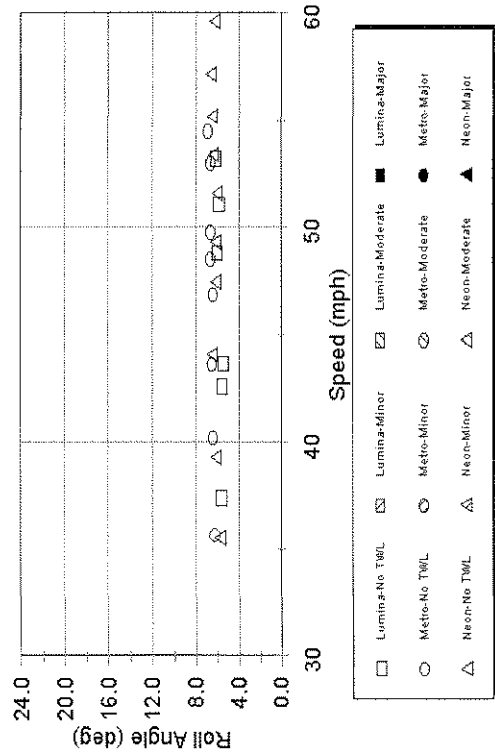 24.0
20.0
16.0
12.0
8.0
4.0
0.0
Roll Angle (deg)
30
40
50
60
Speed (mph)
Lumina-No TWL Lumina-Minor Lumina-Moderate Lumina-Major
Metro-No TWL Metro-Minor Metro-Moderate Metro-Major
Neon-No TWL Neon-Minor Neon-Moderate Neon-Major